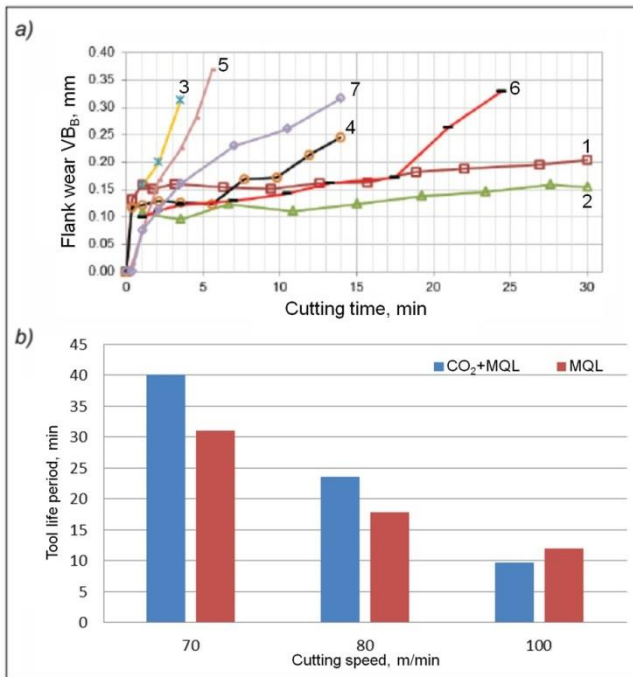 a)
0.40
0.35
0.30
0.25
0.20
0.15
0.10
0.05
0.00
Flank wear VB_B, mm
3
5
7
4
6
1
2
0 5 10 15 20 25 30
Cutting time, min
b)
CO₂+MQL MQL
45
40
35
30
25
20
15
10
5
0
Tool life period, min
70 80 100
Cutting speed, m/min